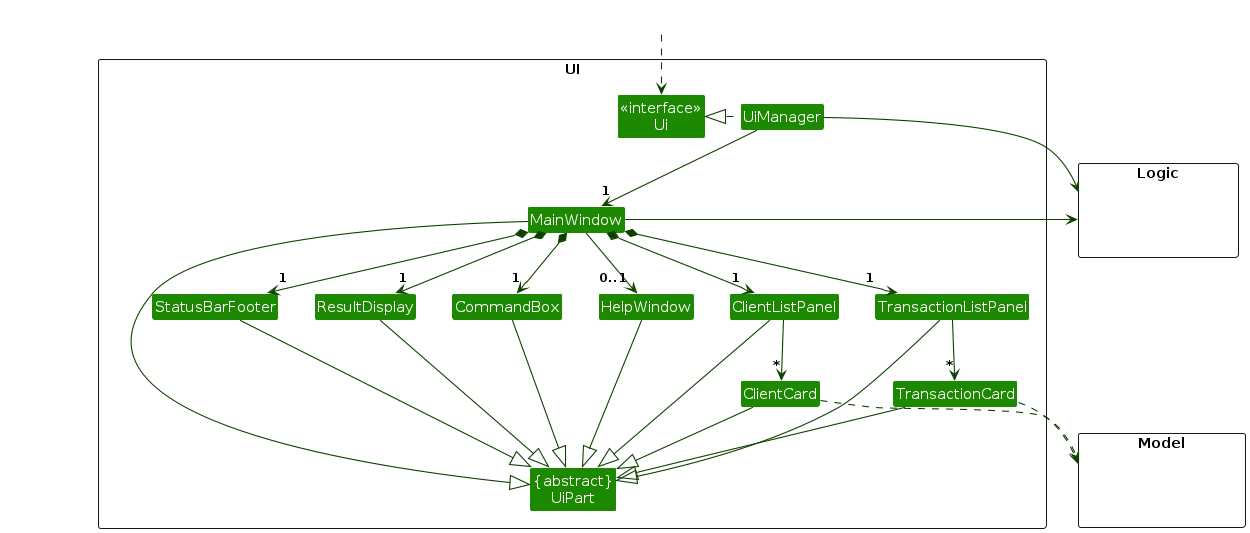 UI
«interface»
Ui
UiManager
Logic
1
MainWindow
1
1
1
0..1
1
1
StatusBarFooter
ResultDisplay
CommandBox
HelpWindow
ClientListPanel
TransactionListPanel
*
*
ClientCard
TransactionCard
Model
{abstract}
UiPart